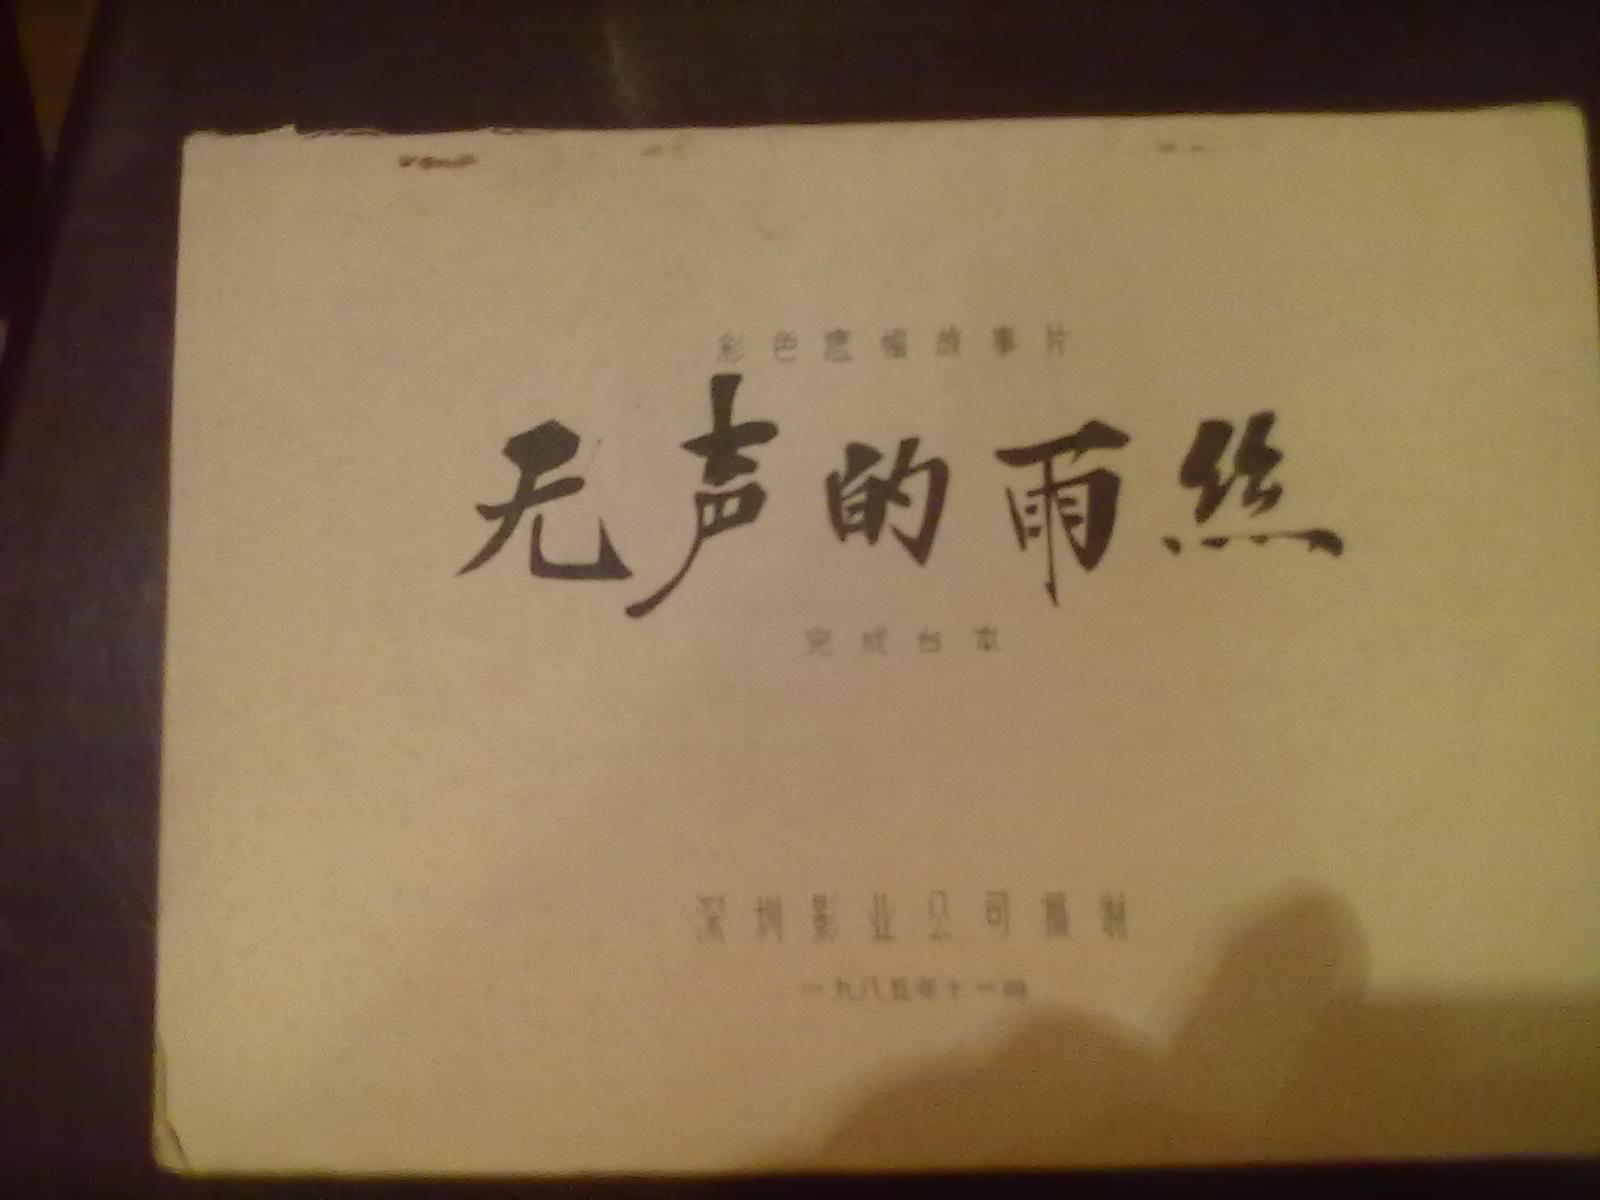 彩色遮幅故事片
无声的雨丝
完成台本
深圳影业公司摄制
一九八五年十一月